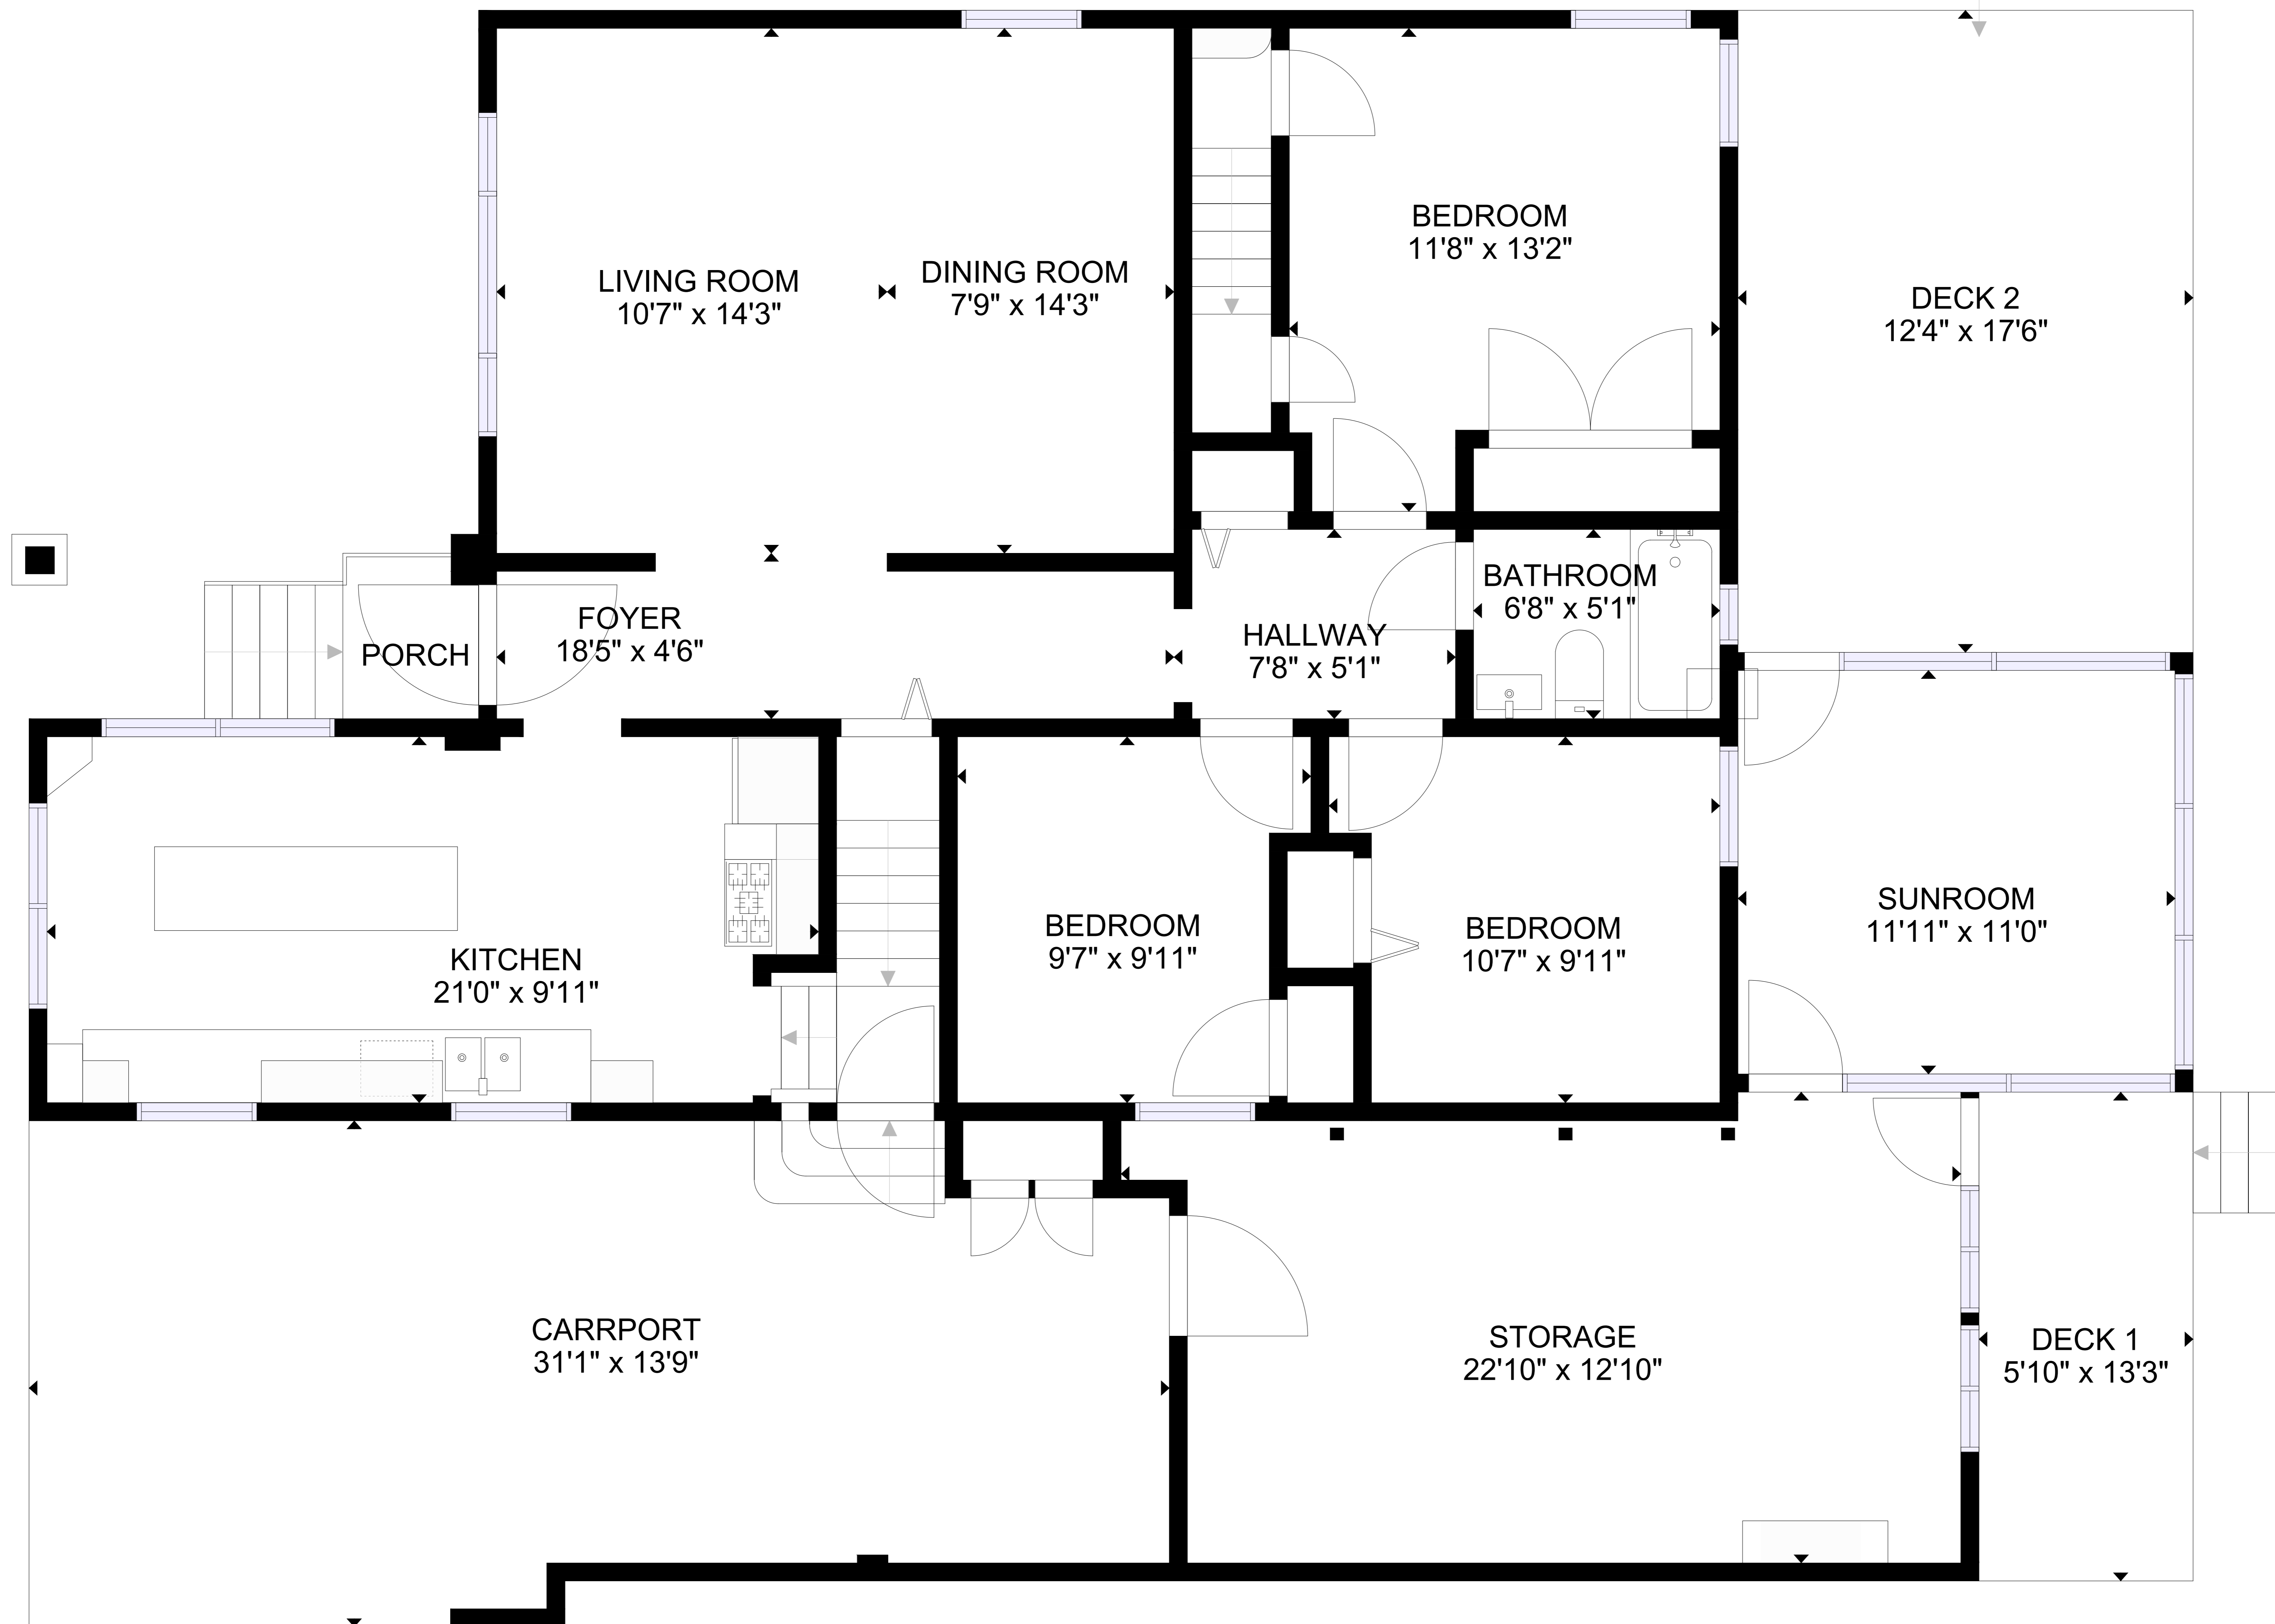 LIVING ROOM
10'7" x 14'3"
DINING ROOM
7'9" x 14'3"
BEDROOM
11'8" x 13'2"
DECK 2
12'4" x 17'6"
FOYER
18'5" x 4'6"
PORCH
HALLWAY
7'8" x 5'1"
BATHROOM
6'8" x 5'1"
KITCHEN
21'0" x 9'11"
BEDROOM
9'7" x 9'11"
BEDROOM
10'7" x 9'11"
SUNROOM
11'11" x 11'0"
CARRPORT
31'1" x 13'9"
STORAGE
22'10" x 12'10"
DECK 1
5'10" x 13'3"